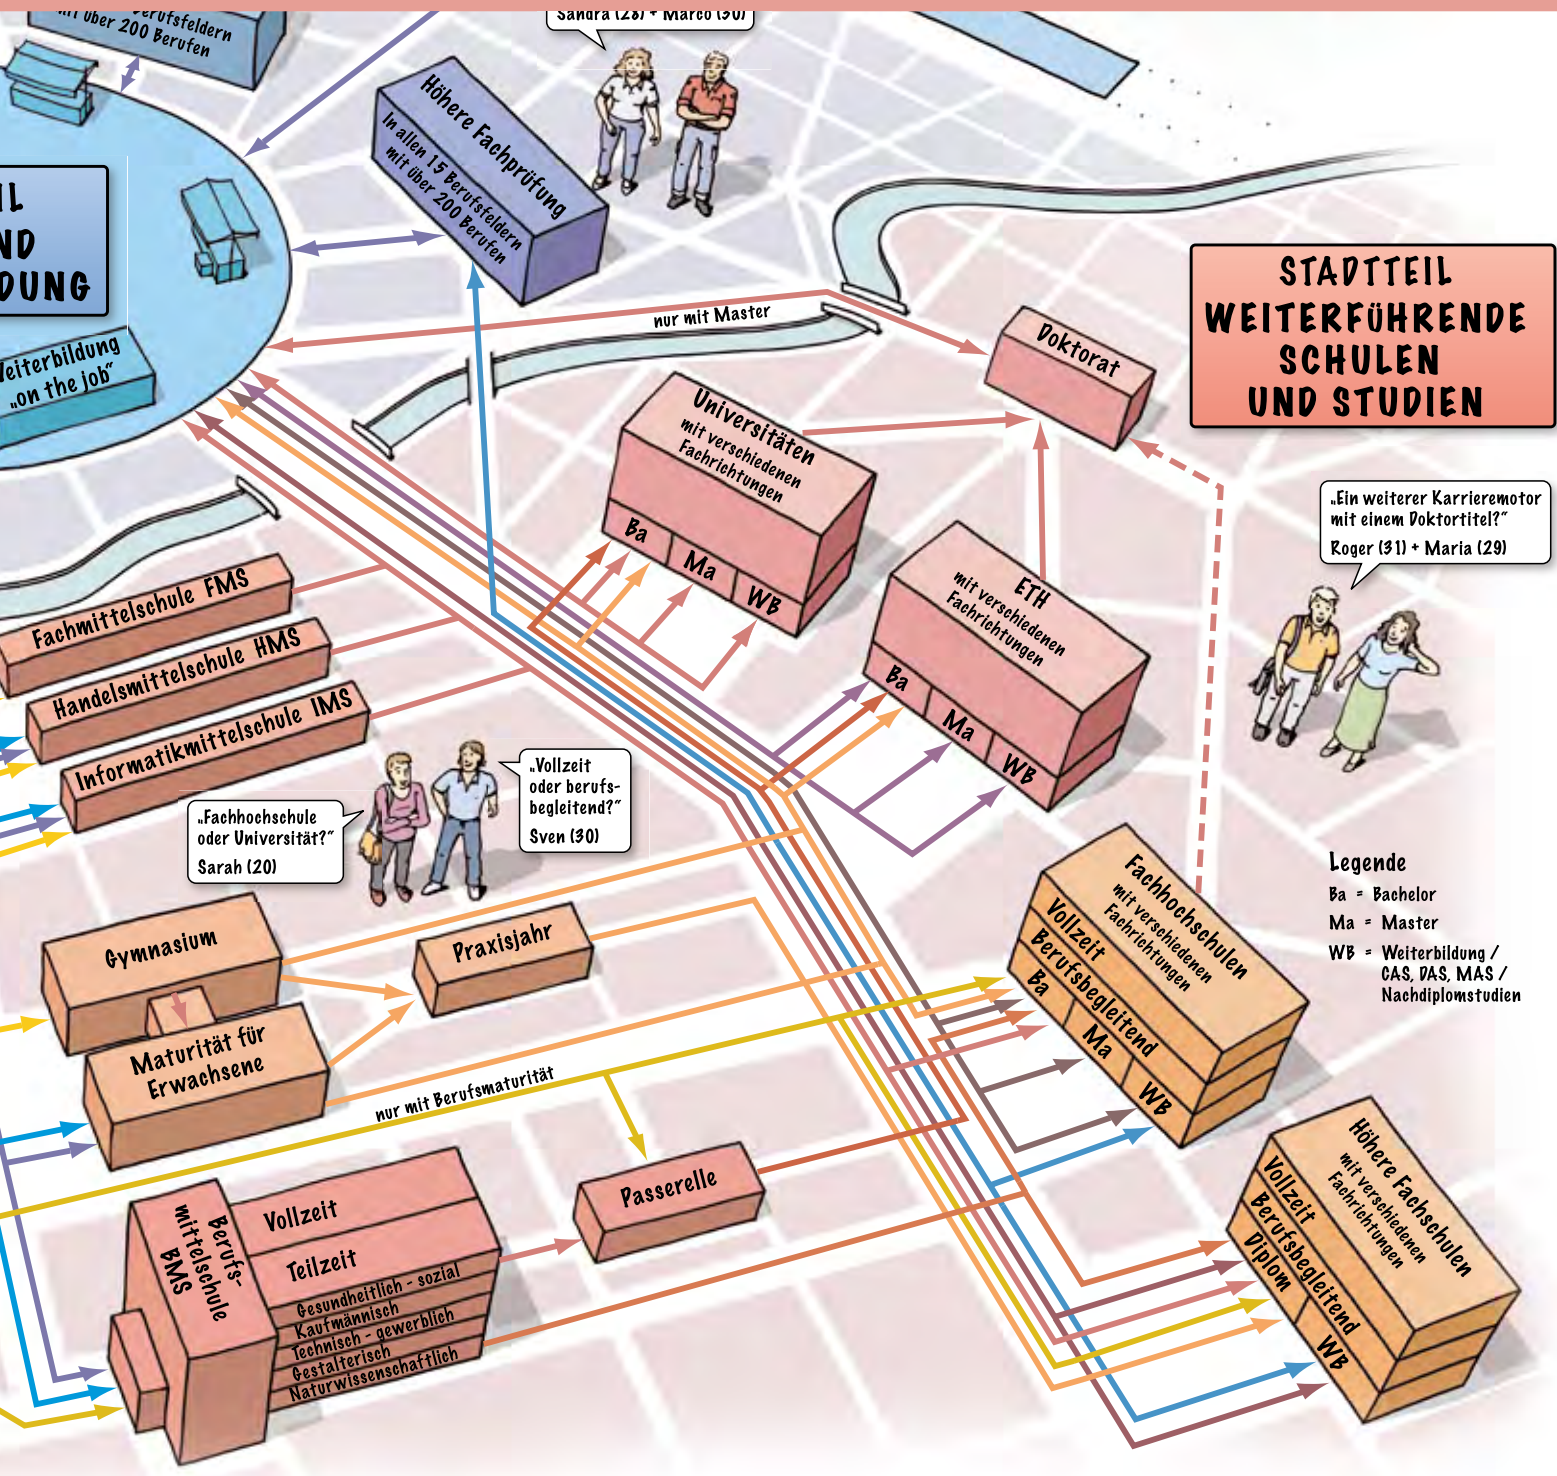 Berufsfeldern
mit über 200 Berufen
Sandra (28) + Marco (30)
Höhere Fachprüfung
In allen 15 Berufsfeldern
mit über 200 Berufen
IL
ND
DUNG
Weiterbildung
„on the job“
nur mit Master
Doktorat
STADTTEIL
WEITERFÜHRENDE
SCHULEN
UND STUDIEN
Universitäten
mit verschiedenen
Fachrichtungen
Ba
Ma
WB
ETH
mit verschiedenen
Fachrichtungen
Ba
Ma
WB
„Ein weiterer Karrieremotor
mit einem Doktortitel?“
Roger (31) + Maria (29)
Fachmittelschule FMS
Handelsmittelschule HMS
Informatikmittelschule IMS
„Fachhochschule
oder Universität?“
Sarah (20)
„Vollzeit
oder berufs-
begleitend?“
Sven (30)
Legende
Ba = Bachelor
Ma = Master
WB = Weiterbildung /
CAS, DAS, MAS /
Nachdiplomstudien
Fachhochschulen
mit verschiedenen
Fachrichtungen
Vollzeit
Berufsbegleitend
Ba
Ma
WB
Gymnasium
Praxisjahr
Maturität für
Erwachsene
nur mit Berufsmaturität
Passerelle
Berufs-
mittelschule
BMS
Vollzeit
Teilzeit
Gesundheitlich - sozial
Kaufmännisch
Technisch - gewerblich
Gestalterisch
Naturwissenschaftlich
Höhere Fachschulen
mit verschiedenen
Fachrichtungen
Vollzeit
Berufsbegleitend
Diplom
WB